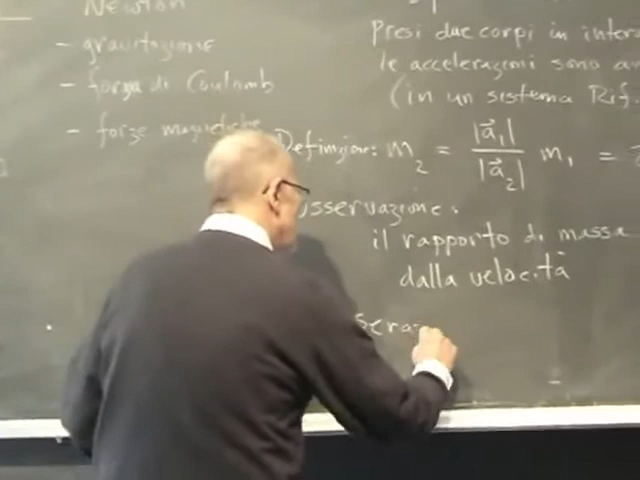 Newton
- gravitazione
- forza di Coulomb
- forze magnetiche
Presi due corpi in intera
le accelerazioni sono an
(in un sistema Rif.
Definizione: m₂ = |a⃗₁| / |a⃗₂| m₁ =
osservazione:
il rapporto di massa
dalla velocità
serva